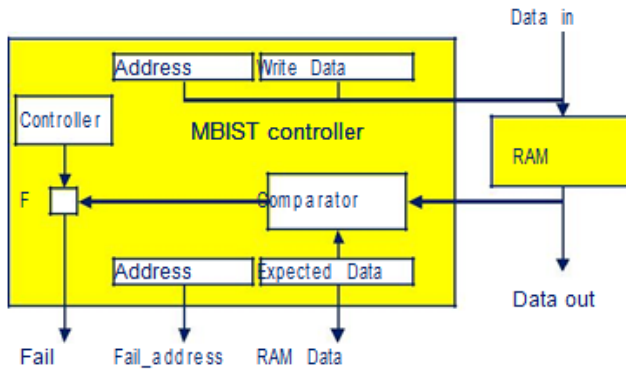 Data in
Address Write Data
Controller
MBIST controller
RAM
F
Comparator
Address Expected Data
Data out
Fail Fail_address RAM Data